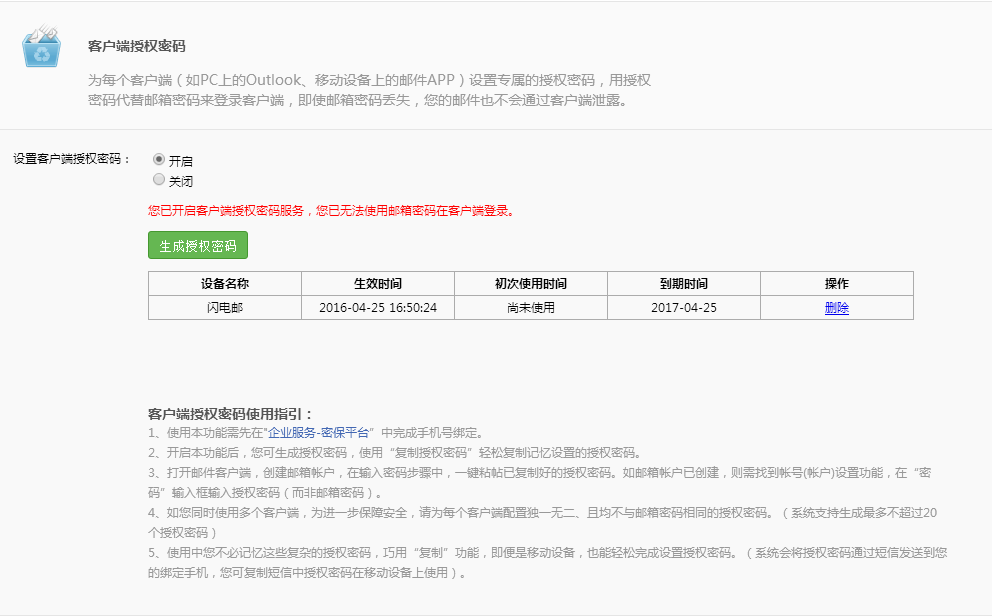 客户端授权密码
为每个客户端（如PC上的Outlook、移动设备上的邮件APP）设置专属的授权密码，用授权
密码代替邮箱密码来登录客户端，即使邮箱密码丢失，您的邮件也不会通过客户端泄露。
设置客户端授权密码：
开启
关闭
您已开启客户端授权密码服务，您已无法使用邮箱密码在客户端登录。
生成授权密码
设备名称 生效时间 初次使用时间 到期时间 操作
闪电邮 2016-04-25 16:50:24 尚未使用 2017-04-25 删除
客户端授权密码使用指引：
1、使用本功能需先在"企业服务-密保平台”中完成手机号绑定。
2、开启本功能后，您可生成授权密码，使用“复制授权密码”轻松复制记忆设置的授权密码。
3、打开邮件客户端，创建邮箱帐户，在输入密码步骤中，一键粘帖已复制好的授权密码。如邮箱帐户已创建，则需找到帐号(帐户)设置功能，在“密
码”输入框输入授权密码（而非邮箱密码）。
4、如您同时使用多个客户端，为进一步保障安全，请为每个客户端配置独一无二、且均不与邮箱密码相同的授权密码。（系统支持生成最多不超过20
个授权密码）
5、使用中您不必记忆这些复杂的授权密码，巧用“复制”功能，即便是移动设备，也能轻松完成设置授权密码。（系统会将授权密码通过短信发送到您
的绑定手机，您可复制短信中授权密码在移动设备上使用）。